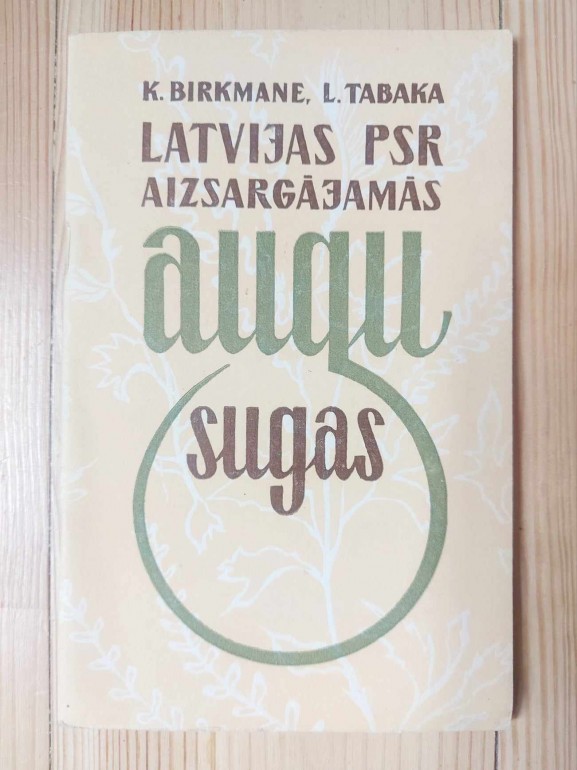 K. BIRKMANE, L. TABAKA
LATVIJAS PSR
AIZSARGĀJAMĀS
augu
sugas